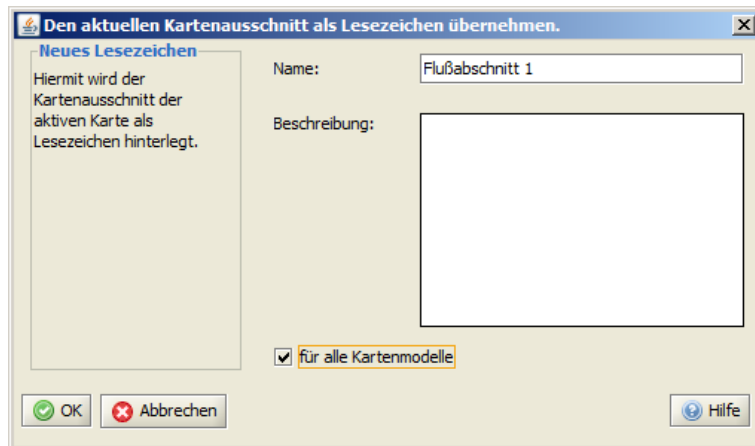 Den aktuellen Kartenausschnitt als Lesezeichen übernehmen.
Neues Lesezeichen
Hiermit wird der
Kartenausschnitt der
aktiven Karte als
Lesezeichen hinterlegt.
Name:
Flußabschnitt 1
Beschreibung:
für alle Kartenmodelle
OK
Abbrechen
Hilfe